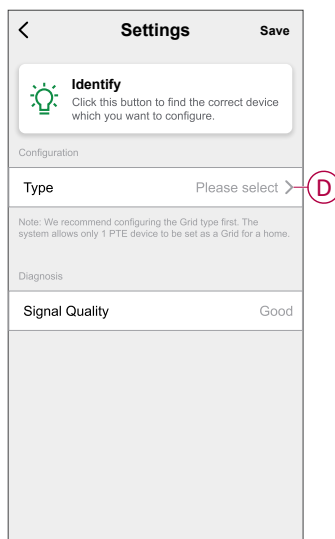 Settings
Save
Identify
Click this button to find the correct device
which you want to configure.
Configuration
Type
Please select
D
Note: We recommend configuring the Grid type first. The
system allows only 1 PTE device to be set as a Grid for a home.
Diagnosis
Signal Quality
Good